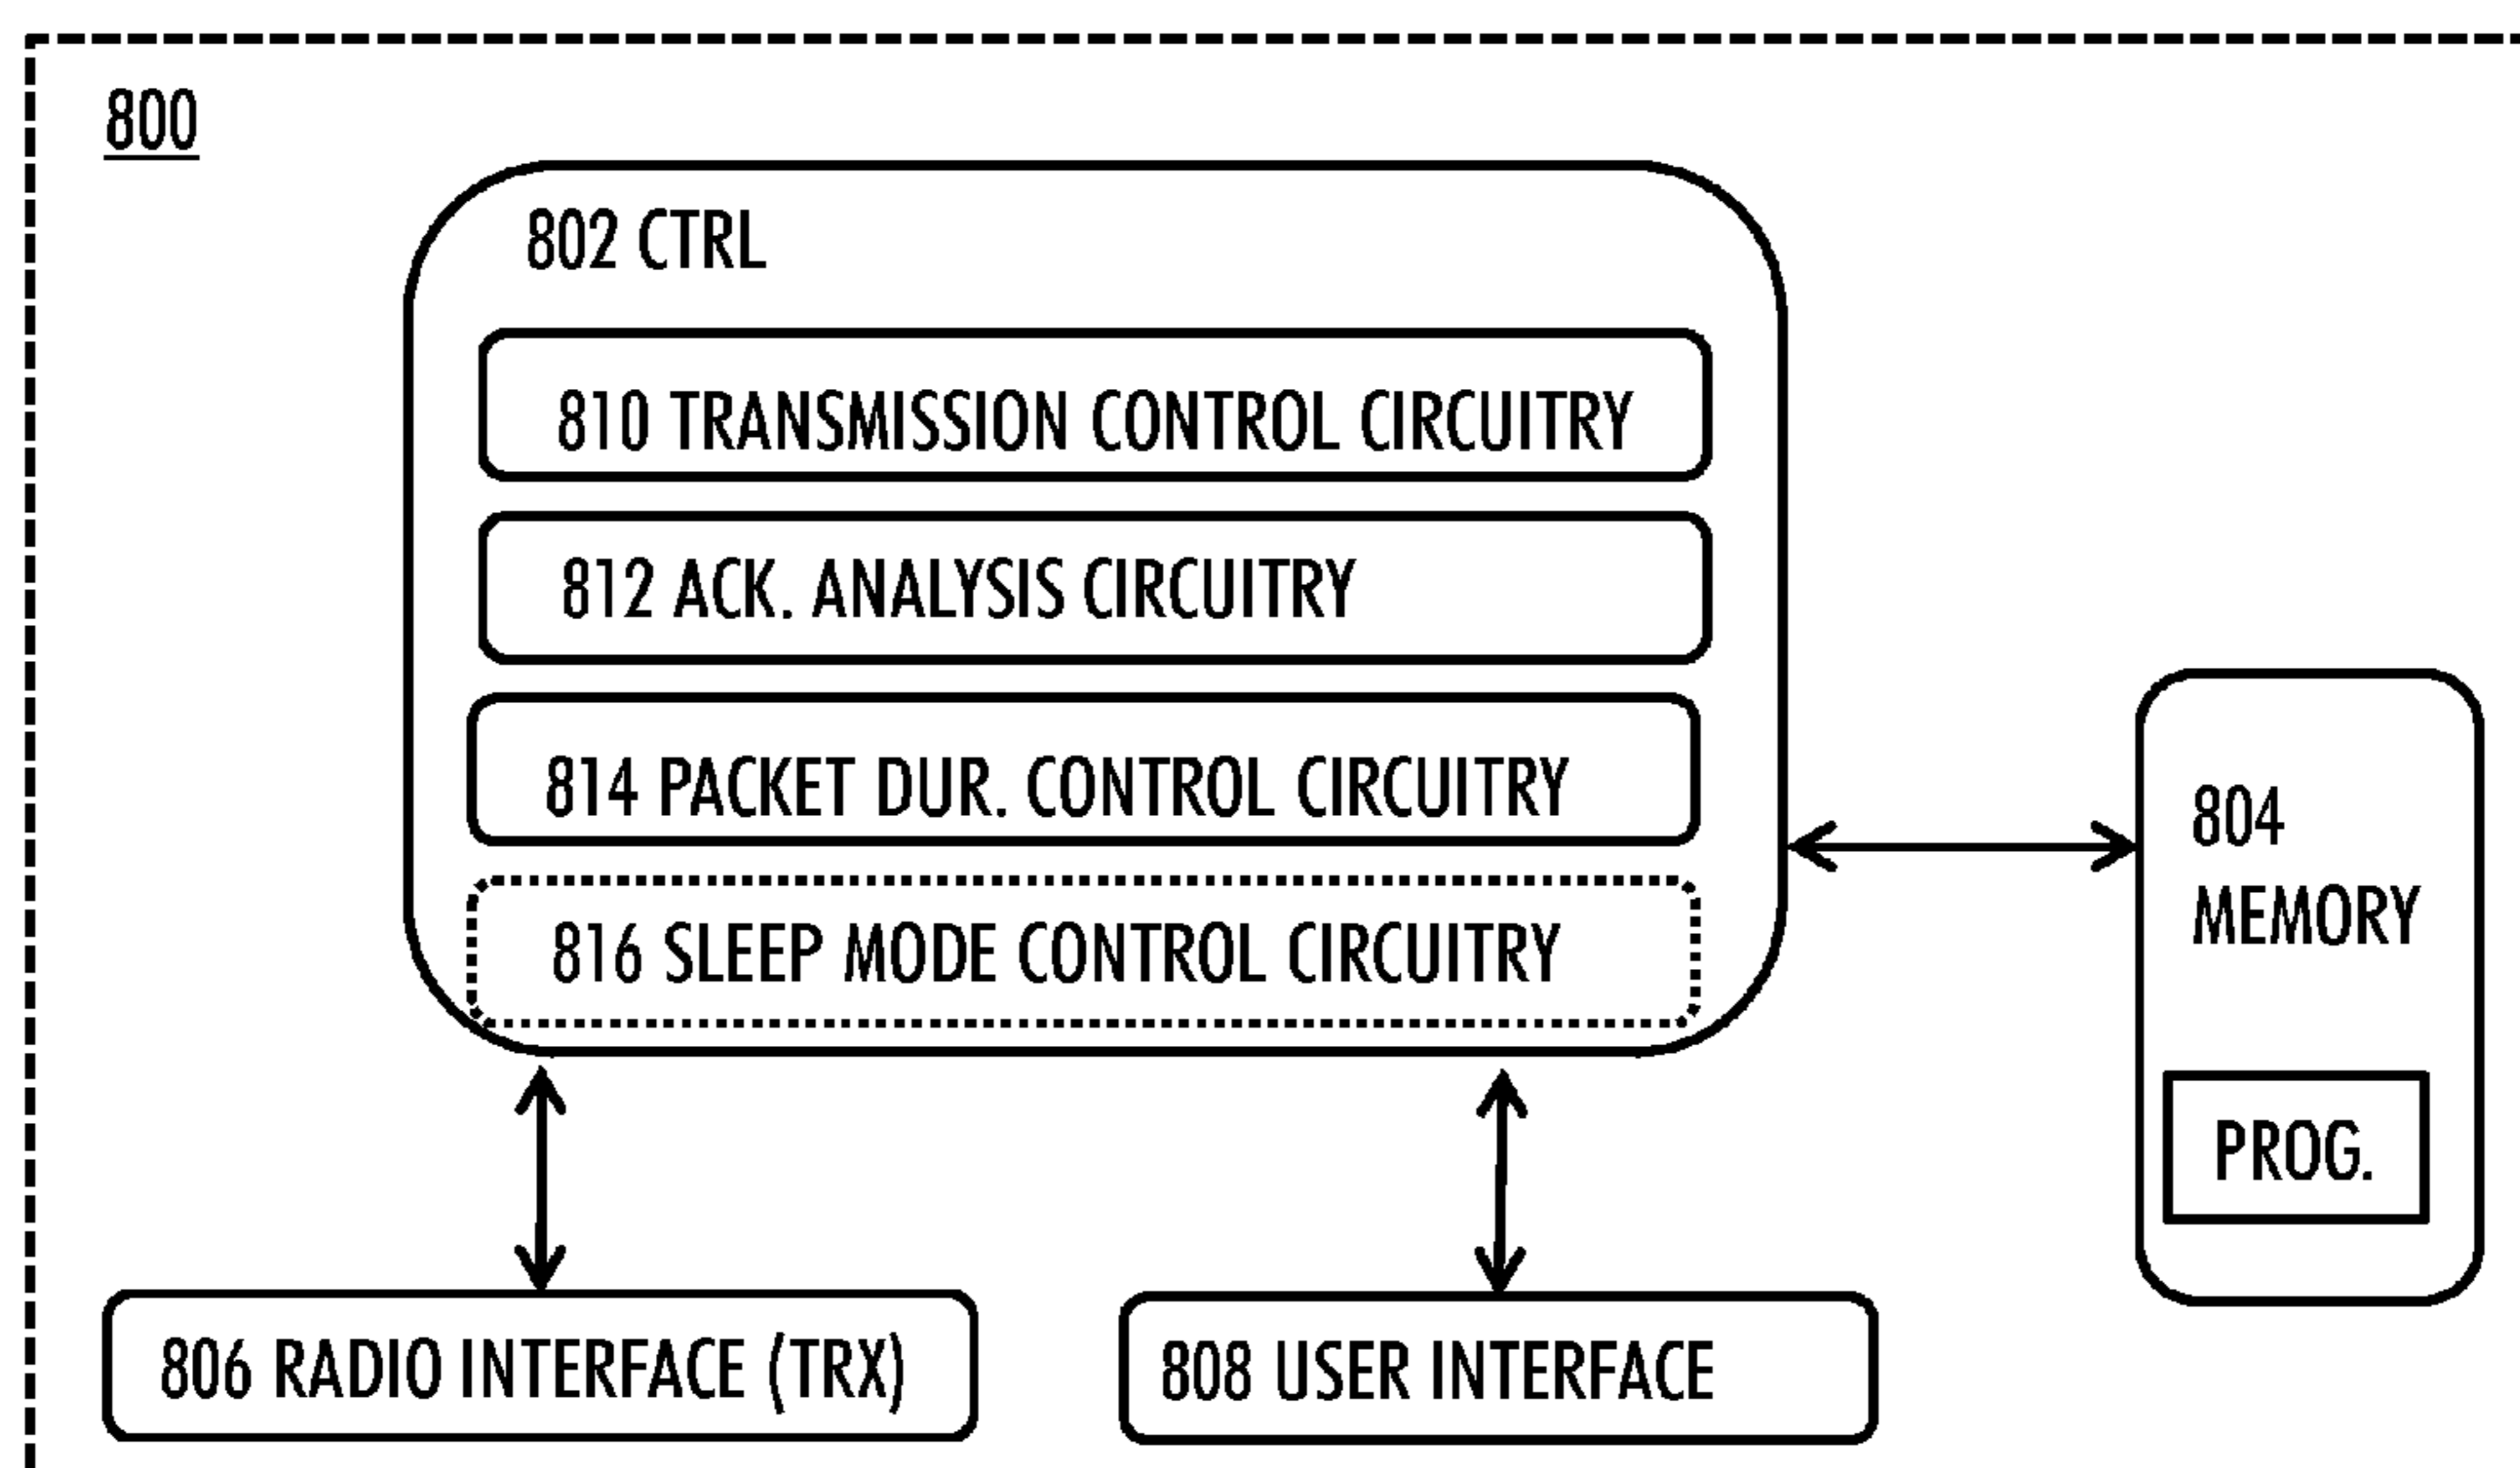 800
802 CTRL
810 TRANSMISSION CONTROL CIRCUITRY
812 ACK. ANALYSIS CIRCUITRY
814 PACKET DUR. CONTROL CIRCUITRY
816 SLEEP MODE CONTROL CIRCUITRY
804
MEMORY
PROG.
806 RADIO INTERFACE (TRX)
808 USER INTERFACE